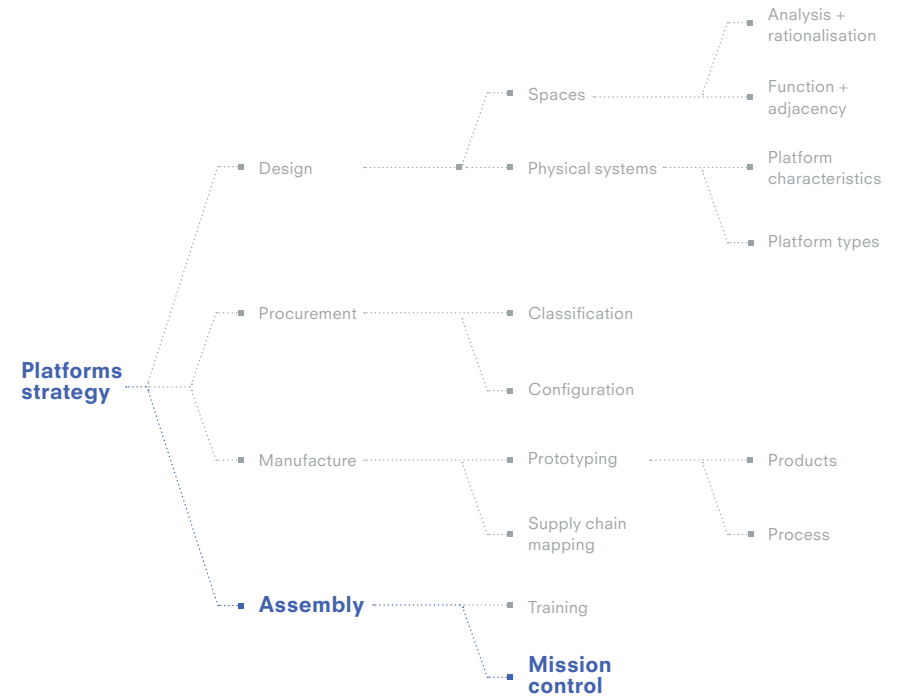 Analysis +
rationalisation
Spaces
Function +
adjacency
Design
Physical systems
Platform
characteristics
Platform types
Procurement
Classification
Platforms
strategy
Configuration
Manufacture
Prototyping
Products
Supply chain
mapping
Process
Assembly
Training
Mission
control